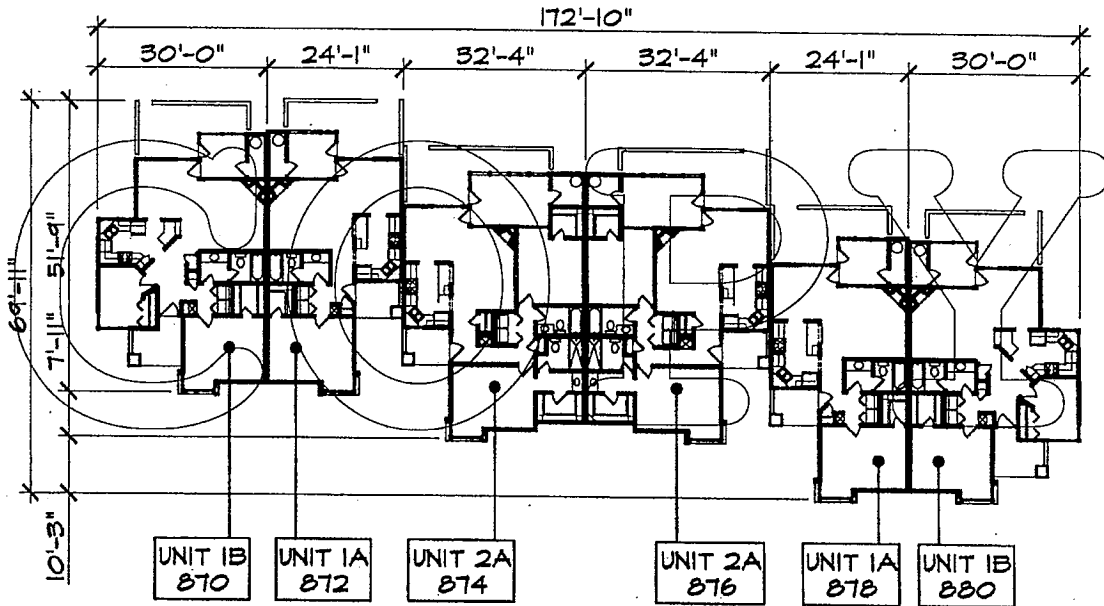 172'-10"
30'-0"
24'-1"
32'-4"
32'-4"
24'-1"
30'-0"
69'-11"
51'-9"
7'-11"
10'-3"
UNIT 1B
870
UNIT 1A
872
UNIT 2A
874
UNIT 2A
876
UNIT 1A
878
UNIT 1B
880
COPY